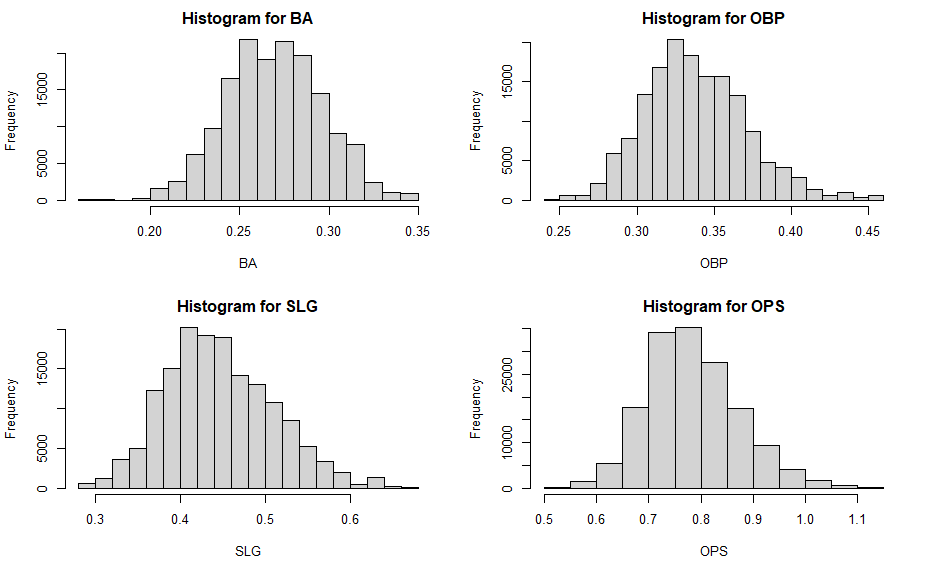 Histogram for BA
Frequency
0 5000 15000
0.20 0.25 0.30 0.35
BA
Histogram for OBP
Frequency
0 5000 15000
0.25 0.30 0.35 0.40 0.45
OBP
Histogram for SLG
Frequency
0 5000 15000
0.3 0.4 0.5 0.6
SLG
Histogram for OPS
Frequency
0 10000 25000
0.5 0.6 0.7 0.8 0.9 1.0 1.1
OPS